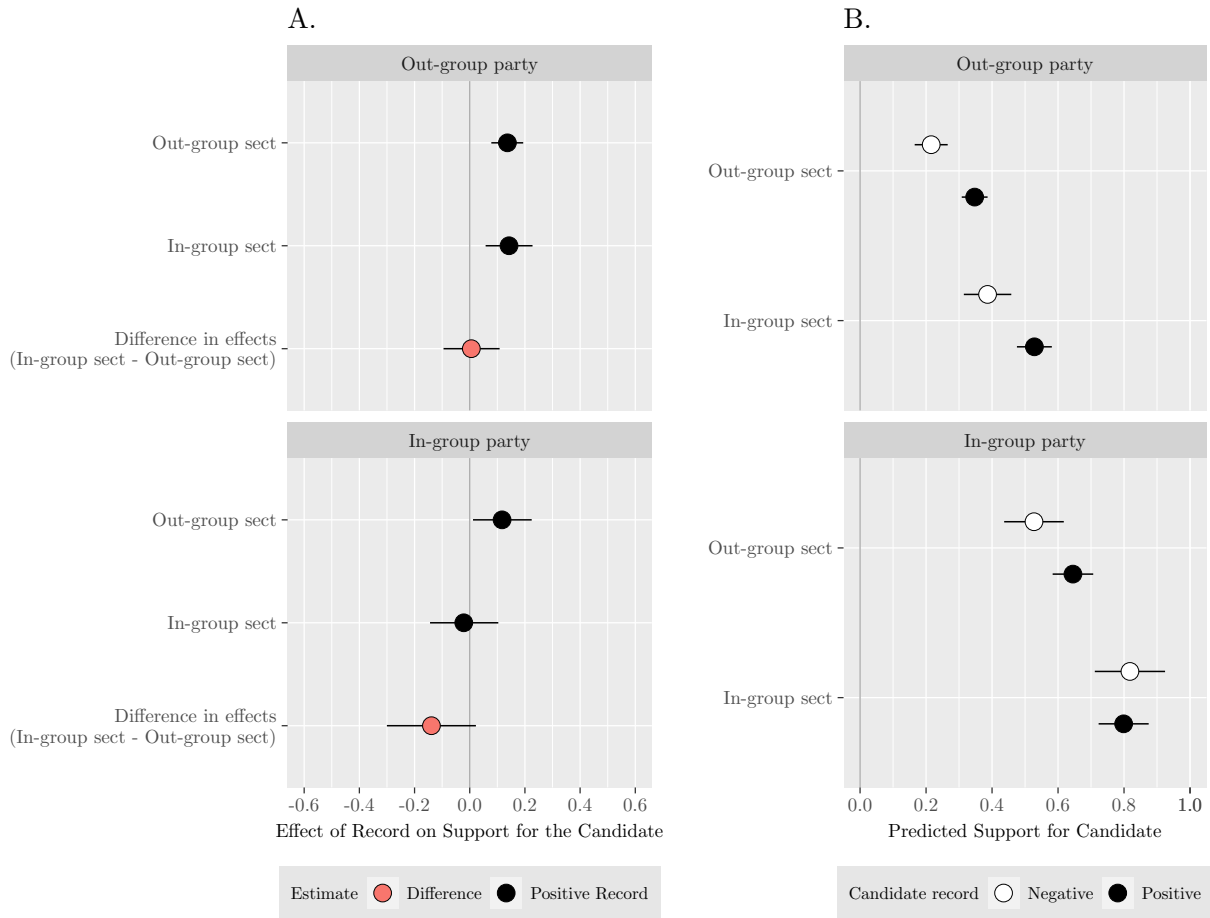 A.
Out-group party
Out-group sect
In-group sect
Difference in effects
(In-group sect - Out-group sect)
In-group party
Out-group sect
In-group sect
Difference in effects
(In-group sect - Out-group sect)
-0.6 -0.4 -0.2 0.0 0.2 0.4 0.6
Effect of Record on Support for the Candidate
Estimate Difference Positive Record
B.
Out-group party
Out-group sect
In-group sect
In-group party
Out-group sect
In-group sect
0.0 0.2 0.4 0.6 0.8 1.0
Predicted Support for Candidate
Candidate record Negative Positive